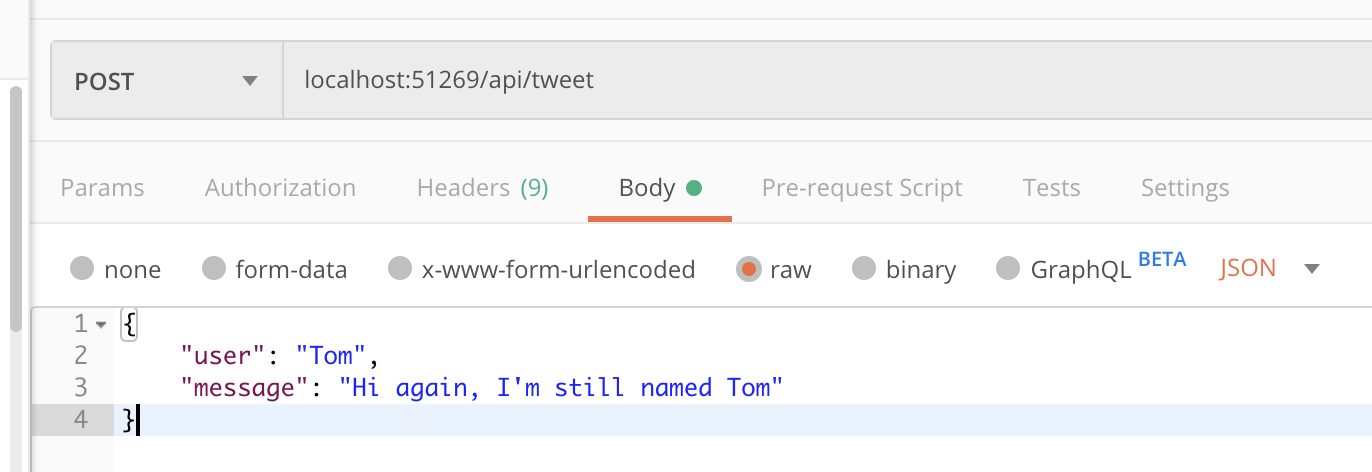 POST localhost:51269/api/tweet
Params Authorization Headers (9) Body Pre-request Script Tests Settings
none form-data x-www-form-urlencoded raw binary GraphQL BETA JSON
1 {
2 "user": "Tom",
3 "message": "Hi again, I'm still named Tom"
4 }